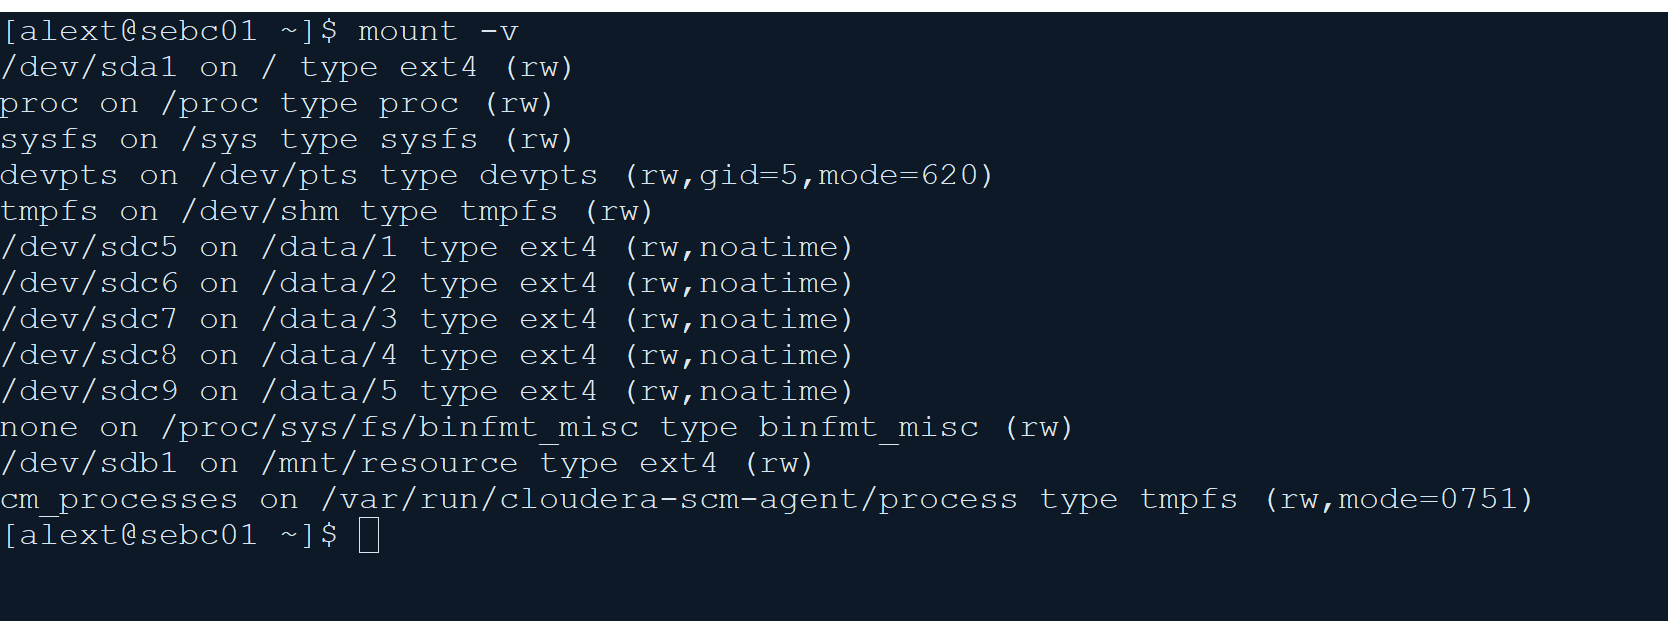 [alext@sebc01 ~]$ mount -v
/dev/sda1 on / type ext4 (rw)
proc on /proc type proc (rw)
sysfs on /sys type sysfs (rw)
devpts on /dev/pts type devpts (rw,gid=5,mode=620)
tmpfs on /dev/shm type tmpfs (rw)
/dev/sdc5 on /data/1 type ext4 (rw,noatime)
/dev/sdc6 on /data/2 type ext4 (rw,noatime)
/dev/sdc7 on /data/3 type ext4 (rw,noatime)
/dev/sdc8 on /data/4 type ext4 (rw,noatime)
/dev/sdc9 on /data/5 type ext4 (rw,noatime)
none on /proc/sys/fs/binfmt_misc type binfmt_misc (rw)
/dev/sdb1 on /mnt/resource type ext4 (rw)
cm_processes on /var/run/cloudera-scm-agent/process type tmpfs (rw,mode=0751)
[alext@sebc01 ~]$